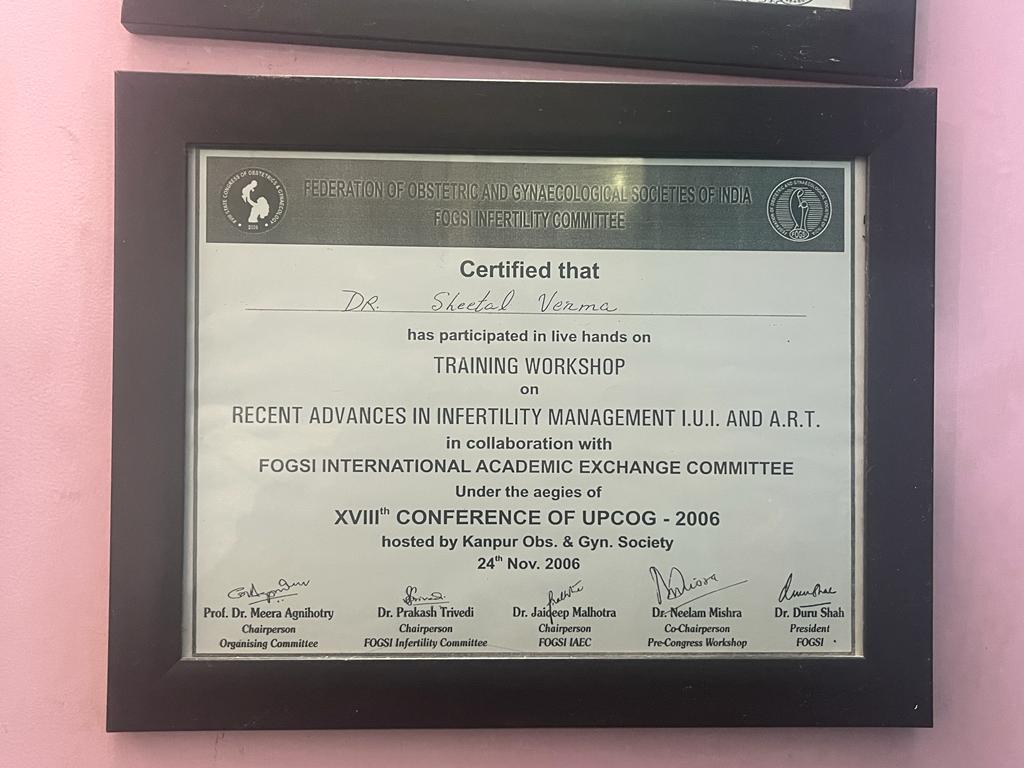 FEDERATION OF OBSTETRIC AND GYNAECOLOGICAL SOCIETIES OF INDIA
FOGSI INFERTILITY COMMITTEE
2006
FOGSI
Certified that
DR. Sheetal Verma
has participated in live hands on
TRAINING WORKSHOP
on
RECENT ADVANCES IN INFERTILITY MANAGEMENT I.U.I. AND A.R.T.
in collaboration with
FOGSI INTERNATIONAL ACADEMIC EXCHANGE COMMITTEE
Under the aegies of
XVIIIth CONFERENCE OF UPCOG - 2006
hosted by Kanpur Obs. & Gyn. Society
24th Nov. 2006
Prof. Dr. Meera Agnihotry Dr. Prakash Trivedi Dr. Jaideep Malhotra Dr. Neelam Mishra Dr. Duru Shah
Chairperson Chairperson Chairperson Co-Chairperson President
Organising Committee FOGSI Infertility Committee FOGSI IAEC Pre-Congress Workshop FOGSI